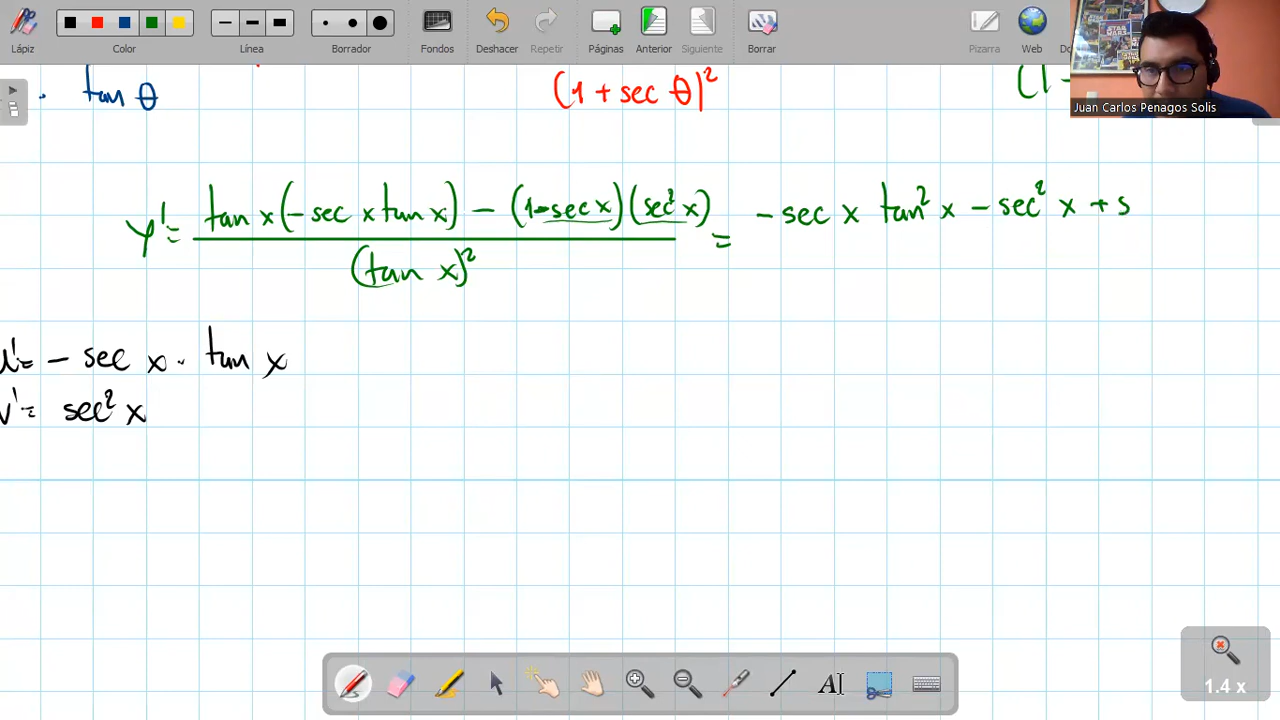 Lápiz Color Línea Borrador Fondos Deshacer Repetir Páginas Anterior Siguiente Borrar Pizarra Web
Juan Carlos Penagos Solis
· tan θ
(1 + sec θ)²
(1
y' = tan x (-sec x tan x) - (1-sec x)(sec² x) = -sec x tan² x - sec² x + s
(tan x)²
u' = - sec x · tan x
v' = sec² x
1.4 x